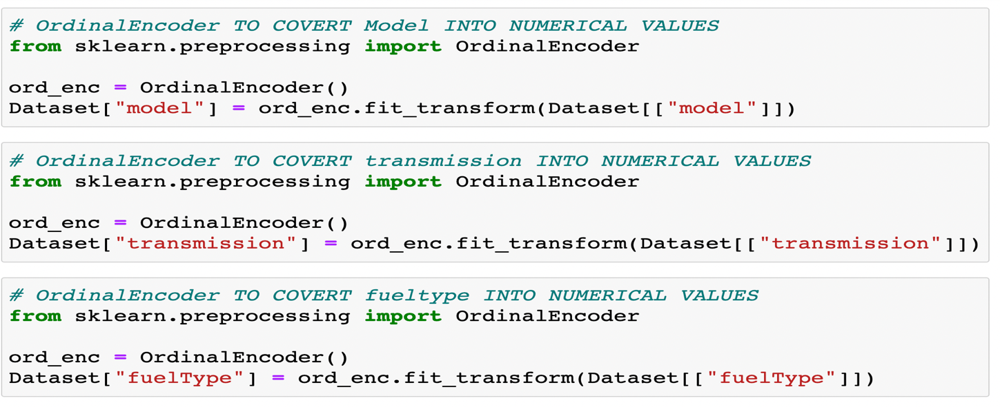 # OrdinalEncoder TO COVERT Model INTO NUMERICAL VALUES
from sklearn.preprocessing import OrdinalEncoder
ord_enc = OrdinalEncoder()
Dataset["model"] = ord_enc.fit_transform(Dataset[["model"]])
# OrdinalEncoder TO COVERT transmission INTO NUMERICAL VALUES
from sklearn.preprocessing import OrdinalEncoder
ord_enc = OrdinalEncoder()
Dataset["transmission"] = ord_enc.fit_transform(Dataset[["transmission"]])
# OrdinalEncoder TO COVERT fueltype INTO NUMERICAL VALUES
from sklearn.preprocessing import OrdinalEncoder
ord_enc = OrdinalEncoder()
Dataset["fuelType"] = ord_enc.fit_transform(Dataset[["fuelType"]])